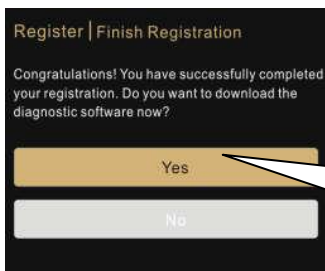 Register | Finish Registration
Congratulations! You have successfully completed
your registration. Do you want to download the
diagnostic software now?
Yes
No